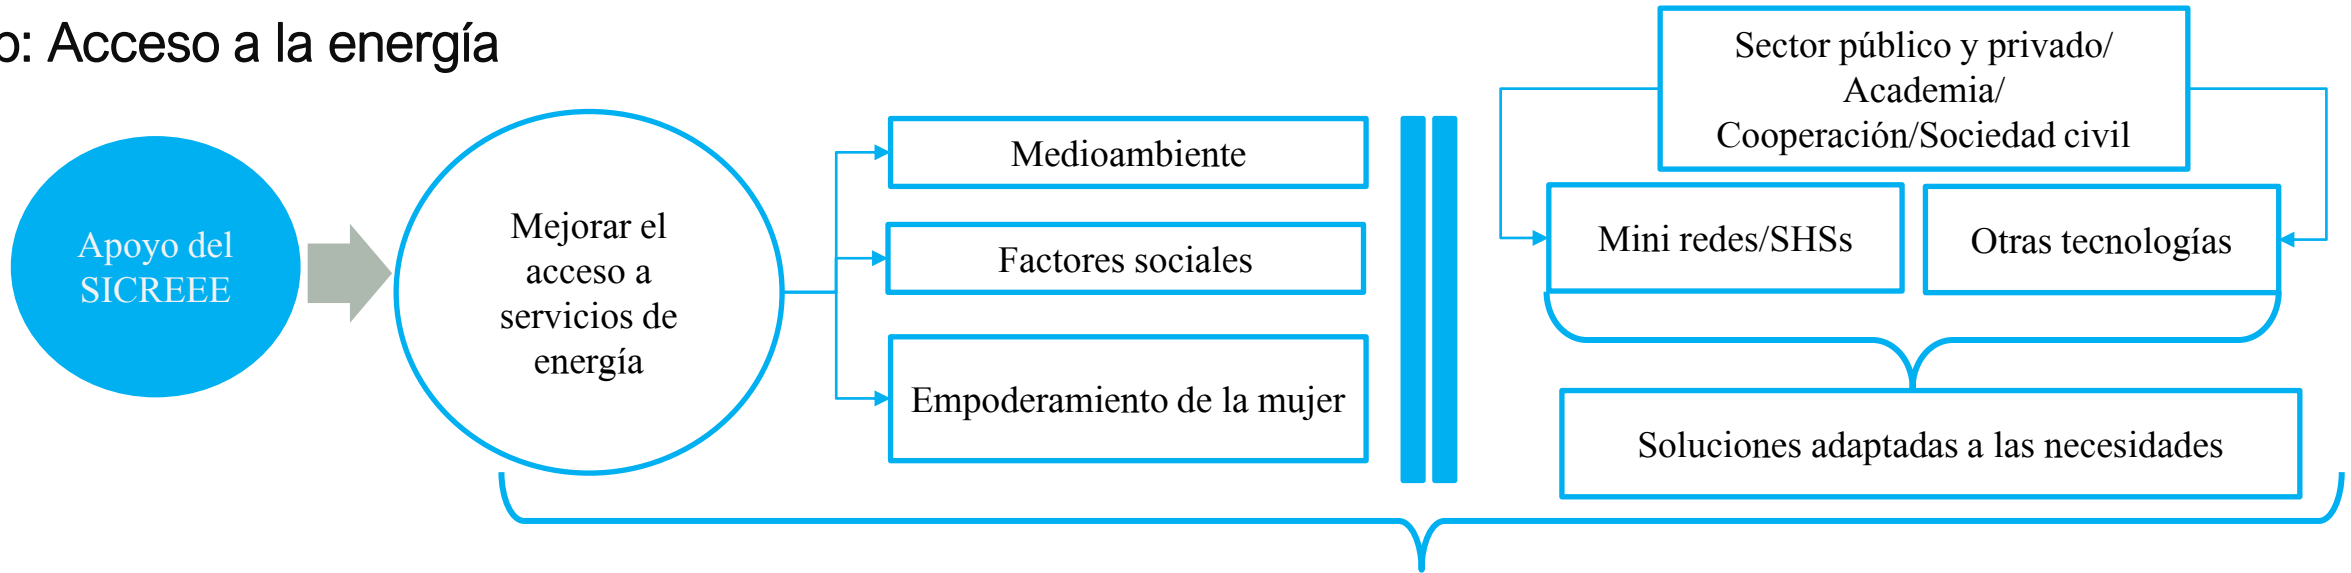 o: Acceso a la energía
Apoyo del
SICREEE
Mejorar el
acceso a
servicios de
energía
Medioambiente
Factores sociales
Empoderamiento de la mujer
Sector público y privado/
Academia/
Cooperación/Sociedad civil
Mini redes/SHSs
Otras tecnologías
Soluciones adaptadas a las necesidades